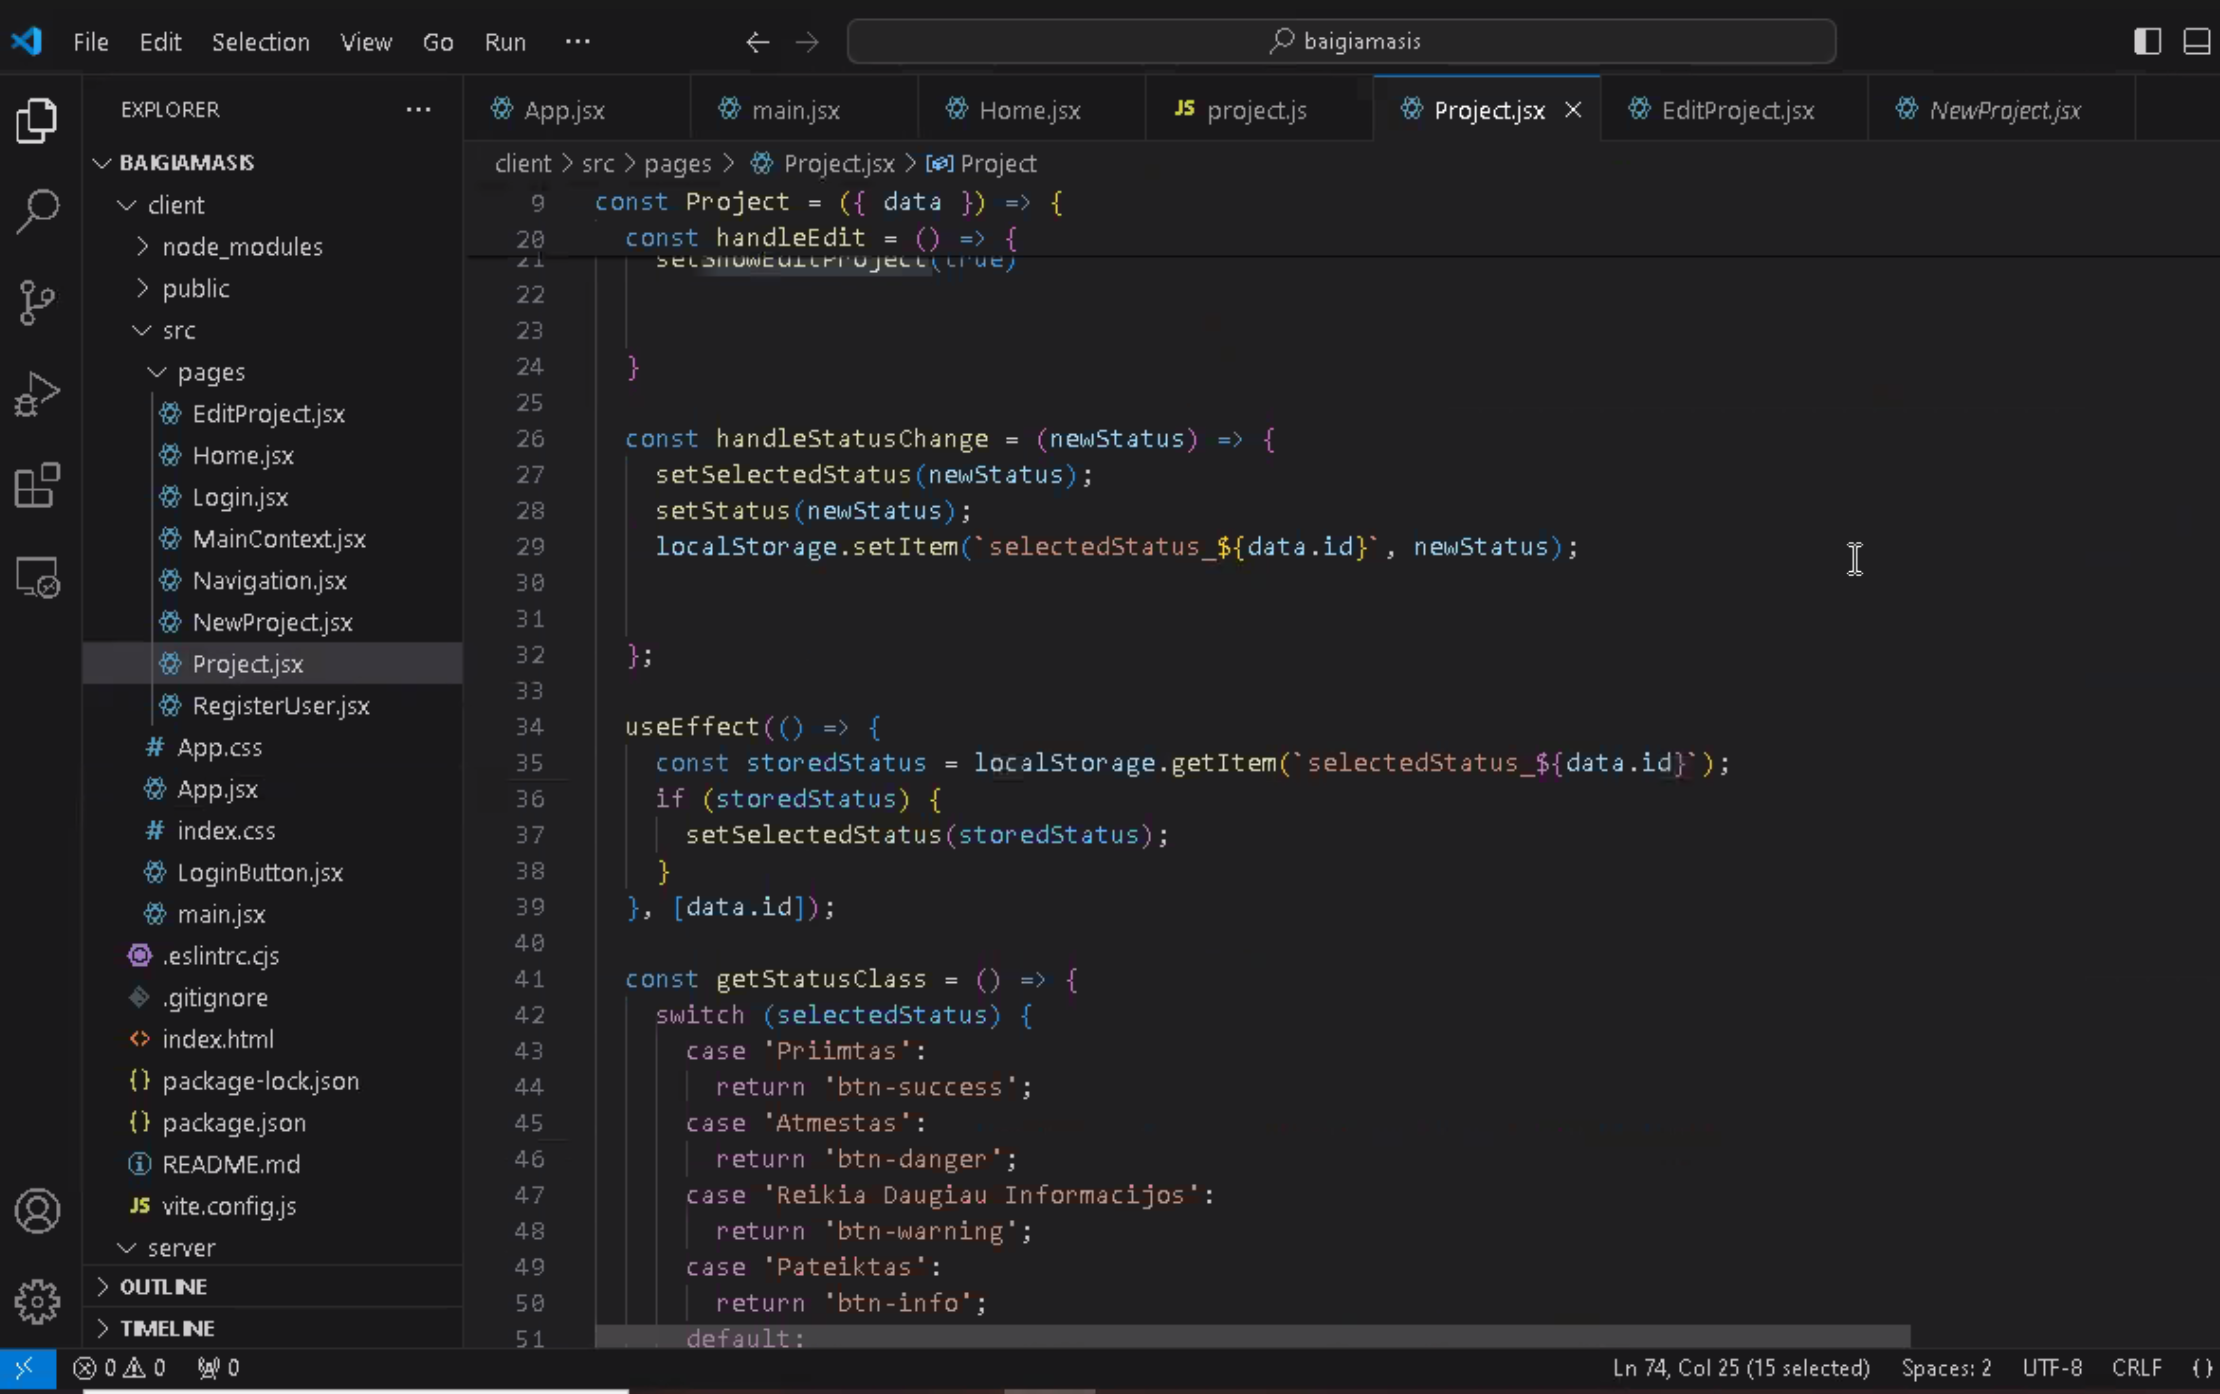 File Edit Selection View Go Run ···
baigiamasis
EXPLORER ···
BAIGIAMASIS
client
node_modules
public
src
pages
EditProject.jsx
Home.jsx
Login.jsx
MainContext.jsx
Navigation.jsx
NewProject.jsx
Project.jsx
RegisterUser.jsx
# App.css
App.jsx
# index.css
LoginButton.jsx
main.jsx
.eslintrc.cjs
.gitignore
<> index.html
{} package-lock.json
{} package.json
README.md
JS vite.config.js
server
OUTLINE
TIMELINE
App.jsx main.jsx Home.jsx JS project.js Project.jsx EditProject.jsx NewProject.jsx
client > src > pages > Project.jsx > Project
9 const Project = ({ data }) => {
20 const handleEdit = () => {
21 setShowEditProject(true)
22
23
24 }
25
26 const handleStatusChange = (newStatus) => {
27 setSelectedStatus(newStatus);
28 setStatus(newStatus);
29 localStorage.setItem(`selectedStatus_${data.id}`, newStatus);
30
31
32 };
33
34 useEffect(() => {
35 const storedStatus = localStorage.getItem(`selectedStatus_${data.id}`);
36 if (storedStatus) {
37 setSelectedStatus(storedStatus);
38 }
39 }, [data.id]);
40
41 const getStatusClass = () => {
42 switch (selectedStatus) {
43 case 'Priimtas':
44 return 'btn-success';
45 case 'Atmestas':
46 return 'btn-danger';
47 case 'Reikia Daugiau Informacijos':
48 return 'btn-warning';
49 case 'Pateiktas':
50 return 'btn-info';
51 default:
0 0 0 Ln 74, Col 25 (15 selected) Spaces: 2 UTF-8 CRLF {}